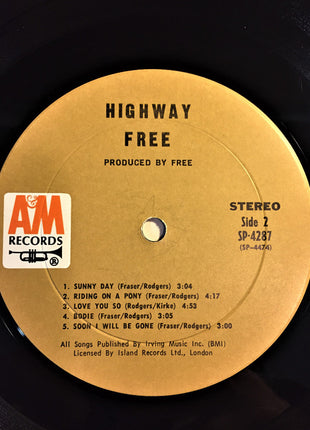 HIGHWAY
FREE
PRODUCED BY FREE
A&M
RECORDS
®
STEREO
Side 2
SP-4287
(SP-4474)
1. SUNNY DAY (Fraser/Rodgers) 3:04
2. RIDING ON A PONY (Fraser/Rodgers) 4:17
3. LOVE YOU SO (Rodgers/Kirke) 4:53
4. BODIE (Fraser/Rodgers) 3:05
5. SOON I WILL BE GONE (Fraser/Rodgers) 3:00
All Songs Published By Irving Music Inc. (BMI)
Licensed By Island Records Ltd., London